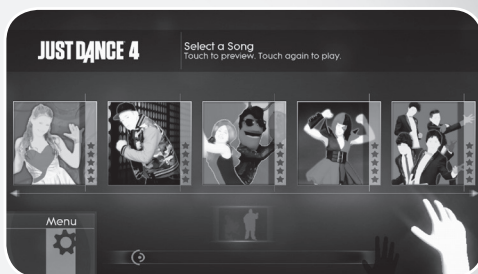 JUST DANCE 4
Select a Song
Touch to preview. Touch again to play.
Menu